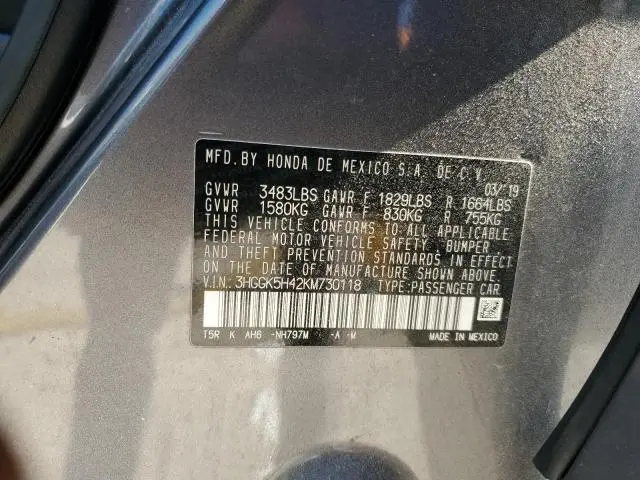 MFD. BY HONDA DE MEXICO S.A. DE C.V.
03/'19
GVWR 3483LBS GAWR F 1829LBS R 1664LBS
GVWR 1580KG GAWR F 830KG R 755KG
THIS VEHICLE CONFORMS TO ALL APPLICABLE
FEDERAL MOTOR VEHICLE SAFETY, BUMPER
AND THEFT PREVENTION STANDARDS IN EFFECT
ON THE DATE OF MANUFACTURE SHOWN ABOVE.
V.I.N.: 3HGGK5H42KM730118 TYPE:PASSENGER CAR
T5R K AH6 -NH797M -A -M MADE IN MEXICO